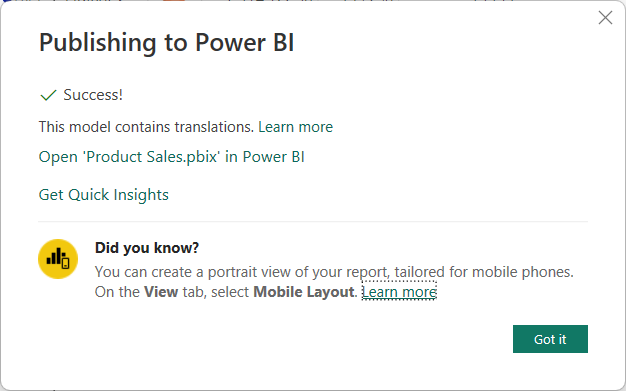 Publishing to Power BI
Success!
This model contains translations. Learn more
Open 'Product Sales.pbix' in Power BI
Get Quick Insights
Did you know?
You can create a portrait view of your report, tailored for mobile phones.
On the View tab, select Mobile Layout. Learn more
Got it